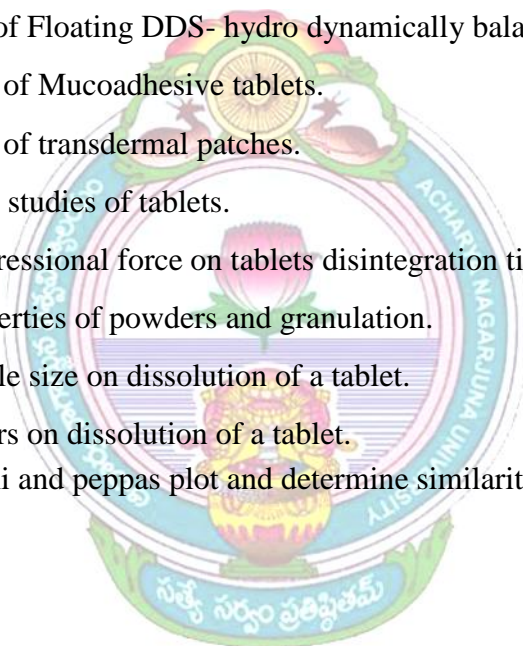 of Floating DDS- hydro dynamically bala
of Mucoadhesive tablets.
of transdermal patches.
studies of tablets.
ressional force on tablets disintegration ti
erties of powders and granulation.
le size on dissolution of a tablet.
rs on dissolution of a tablet.
i and peppas plot and determine similarit
ACHARYA NAGARJUNA UNIVERSITY
సత్యే సర్వం ప్రతిష్ఠితమ్